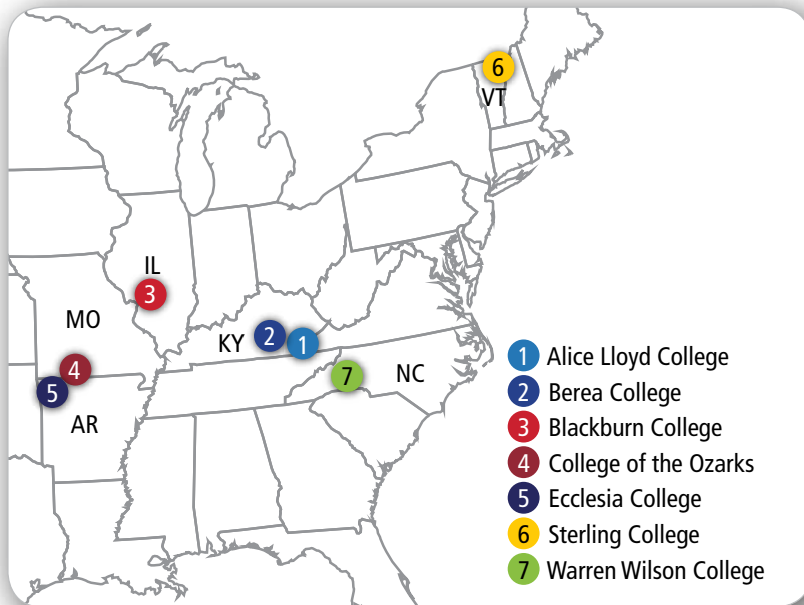 6
VT
IL
3
MO
KY
2
1
4
5
7
NC
AR
1 Alice Lloyd College
2 Berea College
3 Blackburn College
4 College of the Ozarks
5 Ecclesia College
6 Sterling College
7 Warren Wilson College